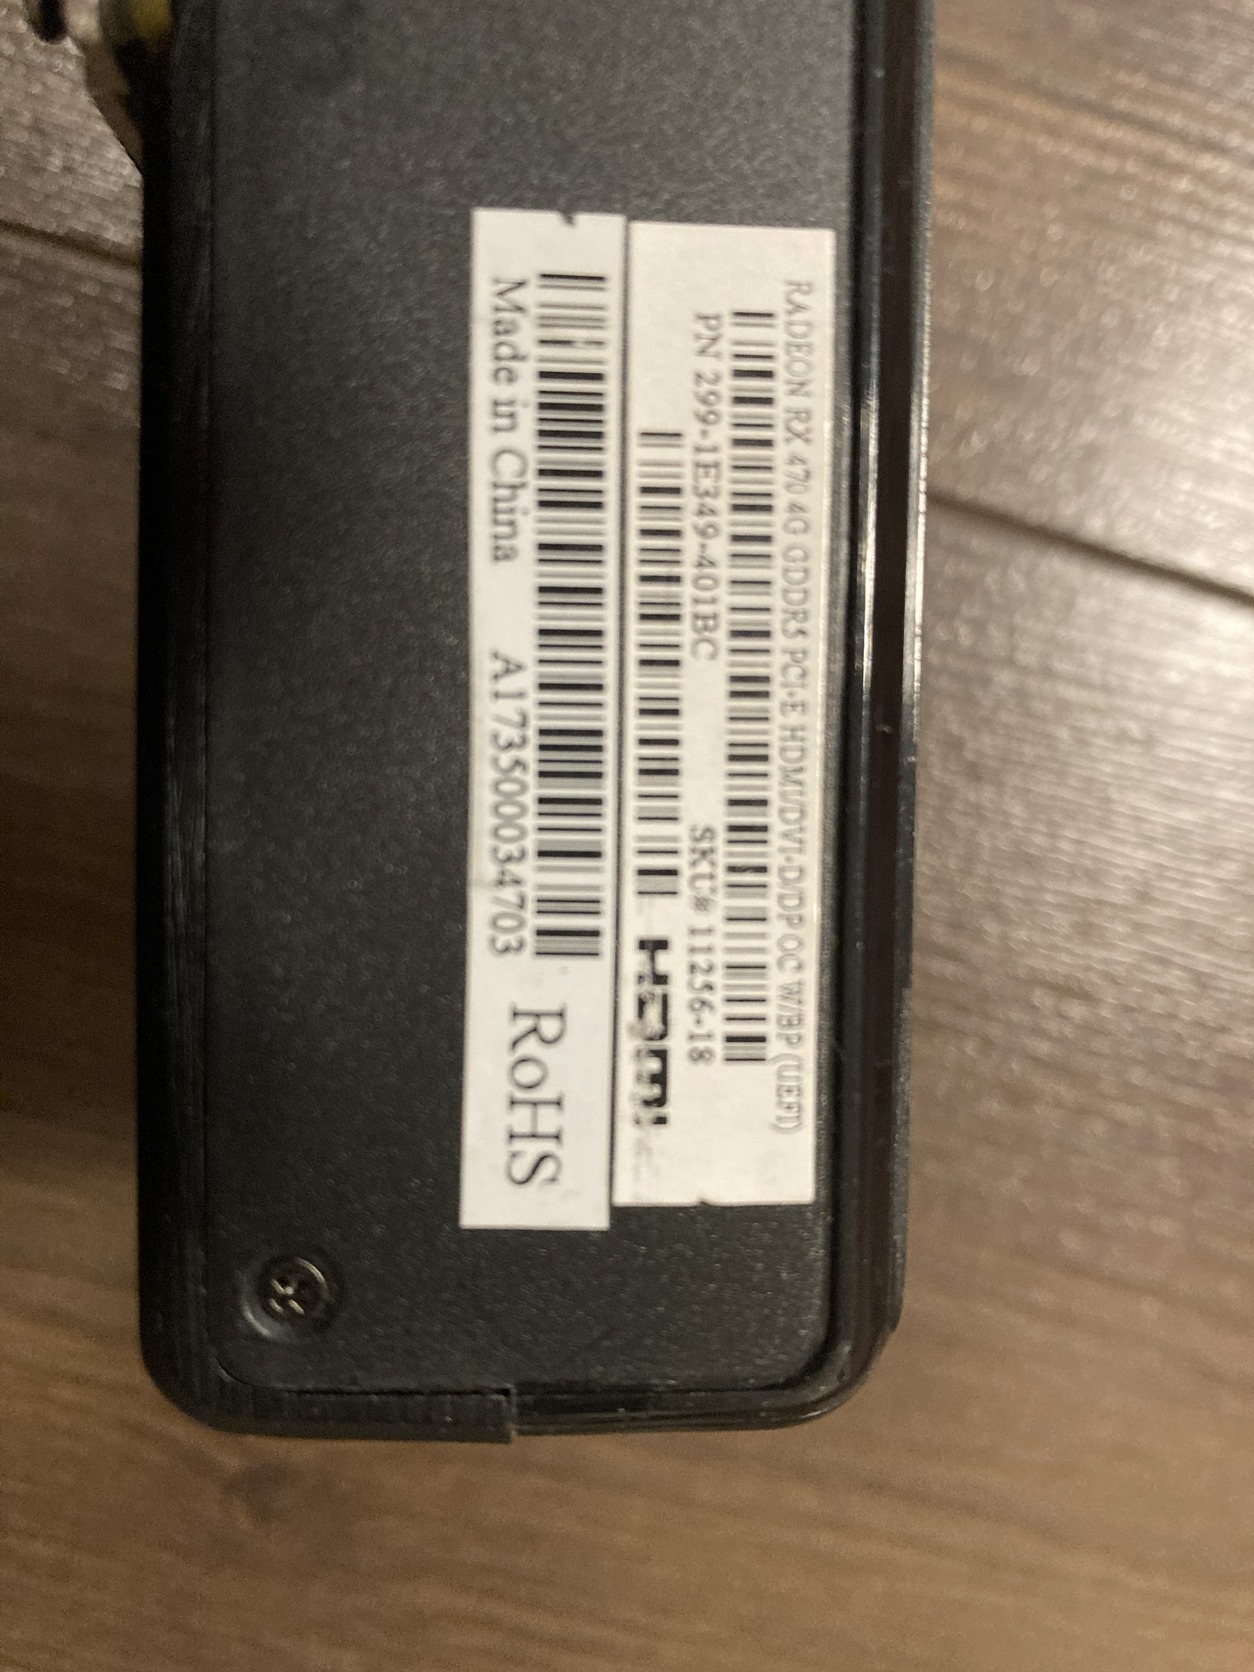 RADEON RX 470 4G GDDR5 PCI-E HDMI/DVI-D/DP OC W/BP (UEFI)
PN 299-1E349-401BC SKU# 11256-18
HDMI
Made in China A173500034703 RoHS